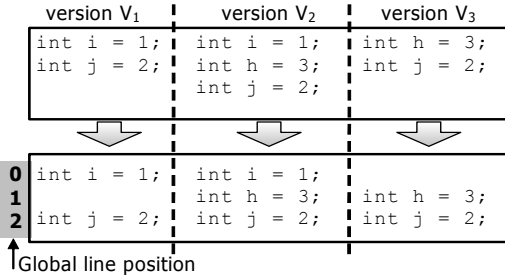 version V1 version V2 version V3
int i = 1; int i = 1; int h = 3;
int j = 2; int h = 3; int j = 2;
int j = 2;
0 int i = 1; int i = 1;
1 int h = 3; int h = 3;
2 int j = 2; int j = 2; int j = 2;
Global line position